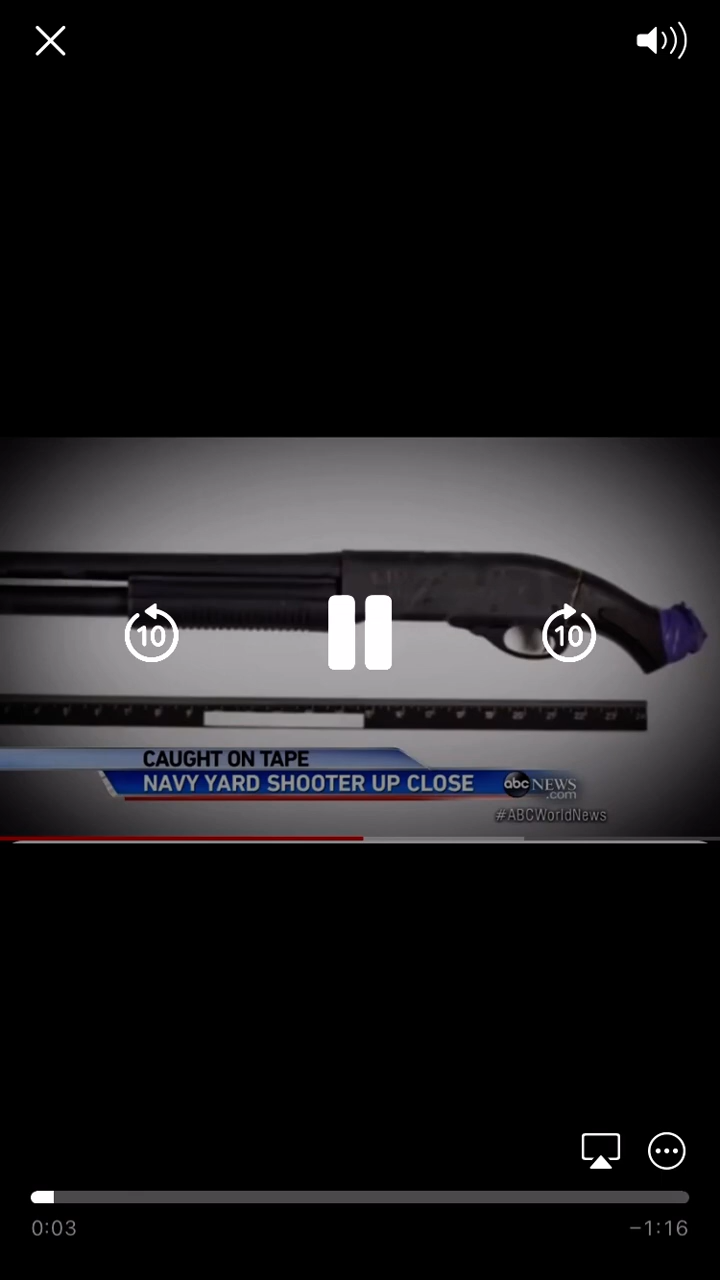 10
10
CAUGHT ON TAPE
NAVY YARD SHOOTER UP CLOSE
abc NEWS
.com
#ABCWorldNews
0:03
−1:16